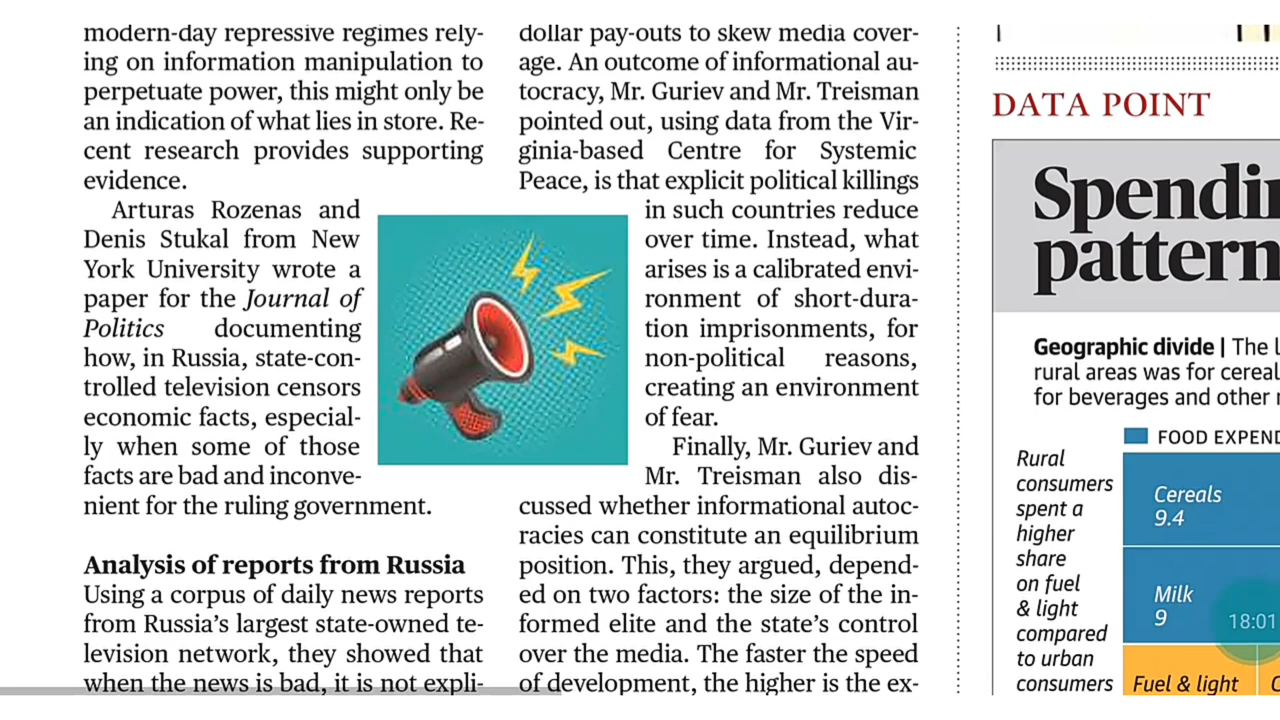 modern-day repressive regimes rely-
ing on information manipulation to
perpetuate power, this might only be
an indication of what lies in store. Re-
cent research provides supporting
evidence.
Arturas Rozenas and
Denis Stukal from New
York University wrote a
paper for the Journal of
Politics documenting
how, in Russia, state-con-
trolled television censors
economic facts, especial-
ly when some of those
facts are bad and inconve-
nient for the ruling government.
Analysis of reports from Russia
Using a corpus of daily news reports
from Russia's largest state-owned te-
levision network, they showed that
when the news is bad, it is not expli-
dollar pay-outs to skew media cover-
age. An outcome of informational au-
tocracy, Mr. Guriev and Mr. Treisman
pointed out, using data from the Vir-
ginia-based Centre for Systemic
Peace, is that explicit political killings
in such countries reduce
over time. Instead, what
arises is a calibrated envi-
ronment of short-dura-
tion imprisonments, for
non-political reasons,
creating an environment
of fear.
Finally, Mr. Guriev and
Mr. Treisman also dis-
cussed whether informational autoc-
racies can constitute an equilibrium
position. This, they argued, depend-
ed on two factors: the size of the in-
formed elite and the state's control
over the media. The faster the speed
of development, the higher is the ex-
DATA POINT
Spendin
pattern
Geographic divide | The l
rural areas was for cereal
for beverages and other
FOOD EXPEND
Rural
consumers
spent a
higher
share
on fuel
& light
compared
to urban
consumers
Cereals
9.4
Milk
9
18:01
Fuel & light